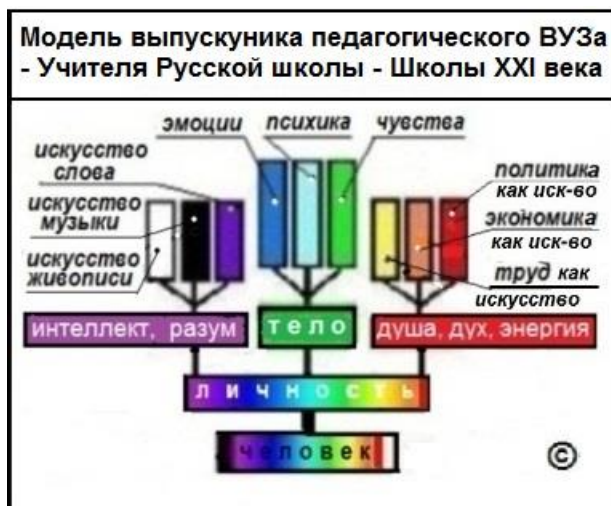 Модель выпускуника педагогического ВУЗа
- Учителя Русской школы - Школы XXI века
эмоции
психика
чувства
искусство
слова
искусство
музыки
искусство
живописи
политика
как иск-во
экономика
как иск-во
труд как
искусство
интеллект, разум
тело
душа, дух, энергия
личность
человек
©